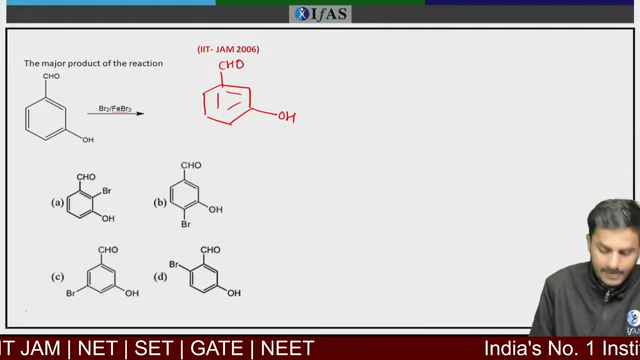 IfAS
(IIT- JAM 2006)
The major product of the reaction
CHO
OH
Br2/FeBr3
CHO
OH
(a)
CHO
Br
OH
(b)
CHO
OH
Br
(c)
CHO
Br
OH
(d)
CHO
Br
OH
IIT JAM | NET | SET | GATE | NEET
India's No. 1 Insti